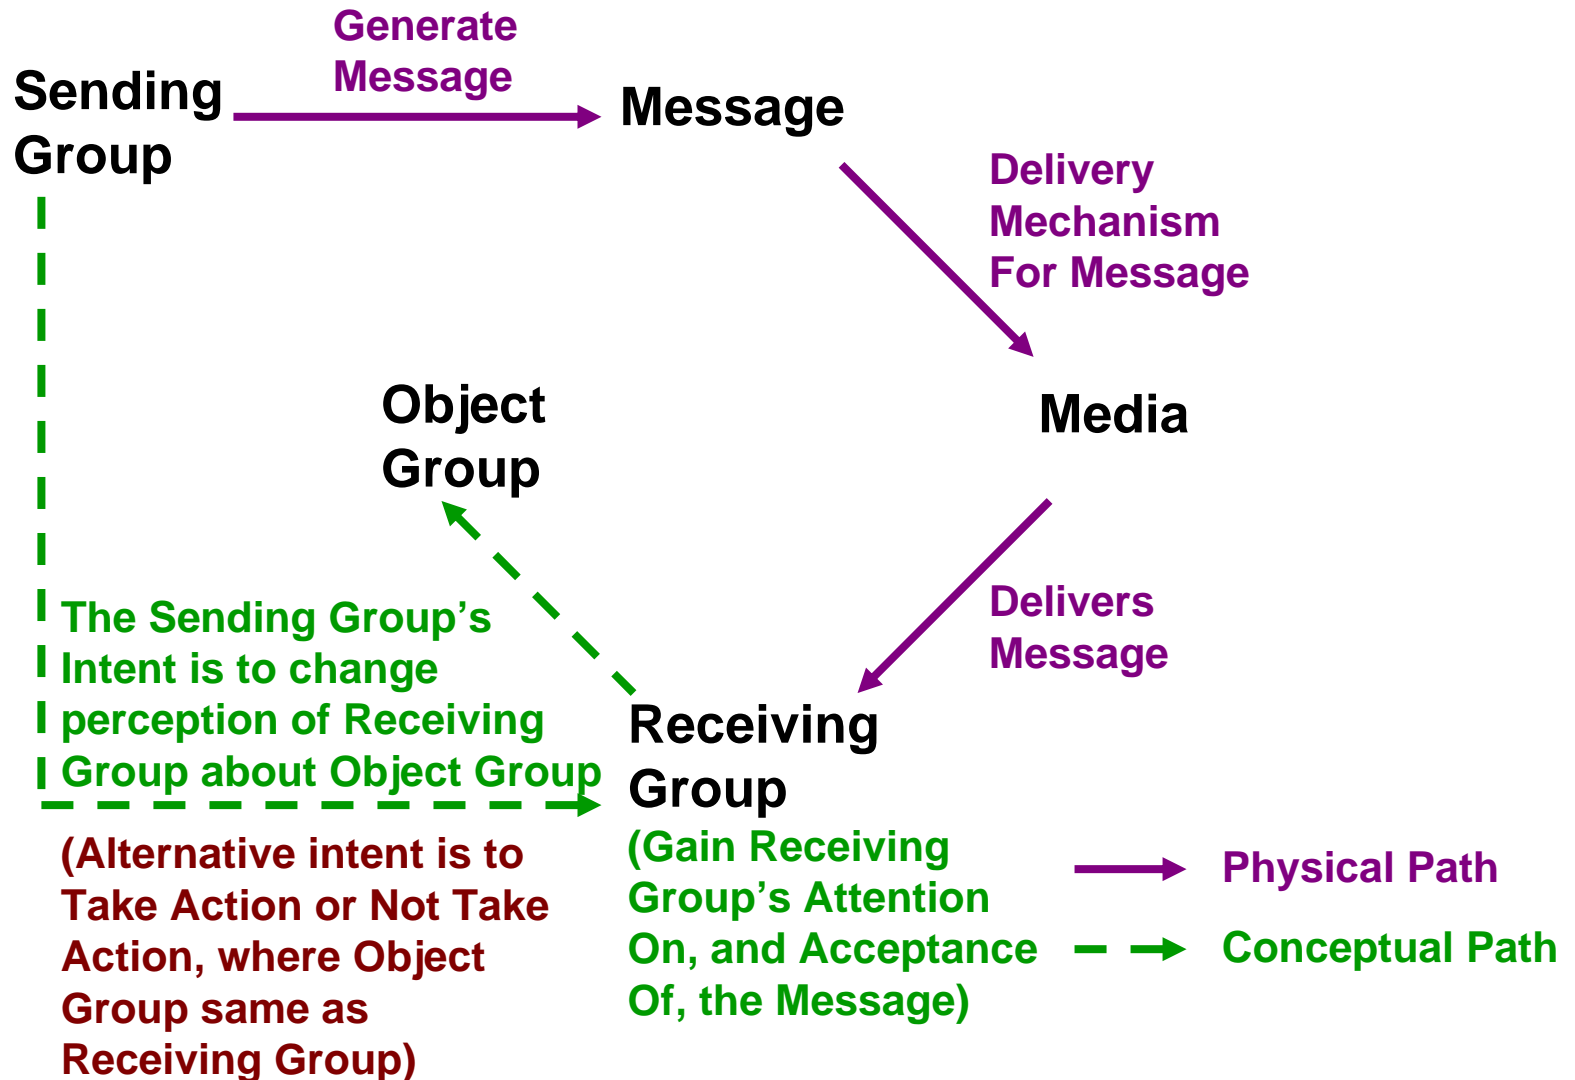 Generate
Message
Sending
Group
Message
Delivery
Mechanism
For Message
Object
Group
Media
The Sending Group’s
Intent is to change
perception of Receiving
Group about Object Group
Delivers
Message
Receiving
Group
(Alternative intent is to
Take Action or Not Take
Action, where Object
Group same as
Receiving Group)
(Gain Receiving
Group’s Attention
On, and Acceptance
Of, the Message)
Physical Path
Conceptual Path